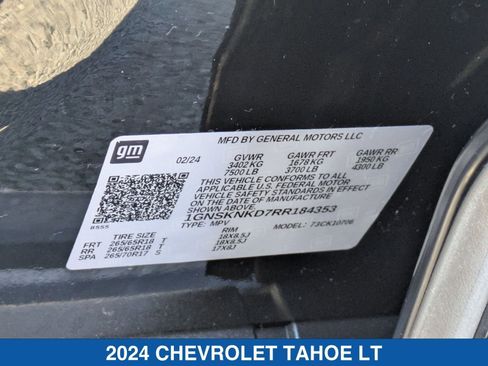 MFD BY GENERAL MOTORS LLC
gm
02/24 GVWR GAWR FRT GAWR RR
3402 KG 1678 KG 1950 KG
7500 LB 3700 LB 4300 LB
THIS VEHICLE CONFORMS TO ALL
APPLICABLE U.S. FEDERAL MOTOR
VEHICLE SAFETY STANDARDS IN EFFECT
ON THE DATE OF MANUFACTURE
SHOWN ABOVE.
1GNSKNKD7RR184353
TYPE: MPV MODEL: 73CK10706
8555
TIRE SIZE RIM
FRT 265/65R18 T 18X8.5J
RR 265/65R18 T 18X8.5J
SPA 265/70R17 S 17X8J
2024 CHEVROLET TAHOE LT